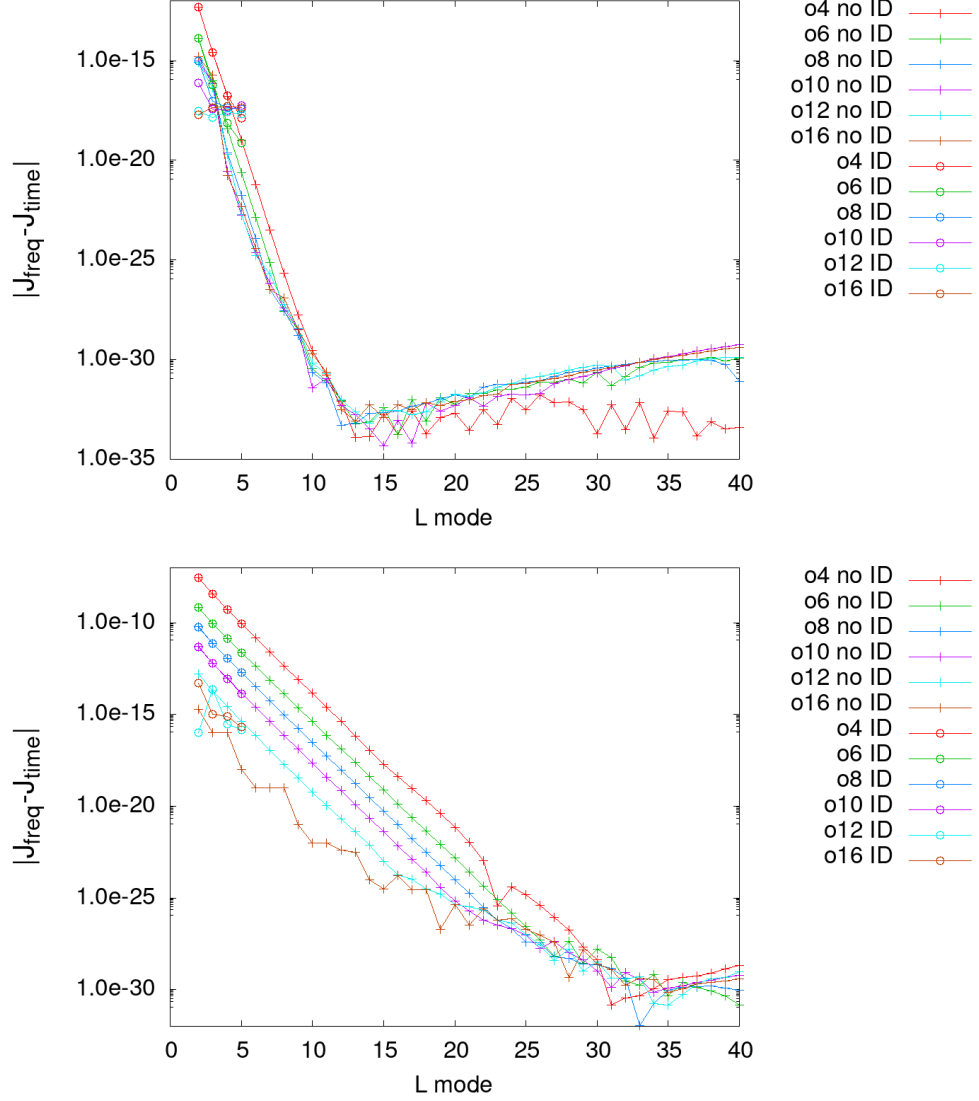 o4 no ID
o6 no ID
o8 no ID
o10 no ID
o12 no ID
o16 no ID
o4 ID
o6 ID
o8 ID
o10 ID
o12 ID
o16 ID
1.0e-15
1.0e-20
1.0e-25
1.0e-30
1.0e-35
|Jfreq-Jtime|
0 5 10 15 20 25 30 35 40
L mode
o4 no ID
o6 no ID
o8 no ID
o10 no ID
o12 no ID
o16 no ID
o4 ID
o6 ID
o8 ID
o10 ID
o12 ID
o16 ID
1.0e-10
1.0e-15
1.0e-20
1.0e-25
1.0e-30
|Jfreq-Jtime|
0 5 10 15 20 25 30 35 40
L mode